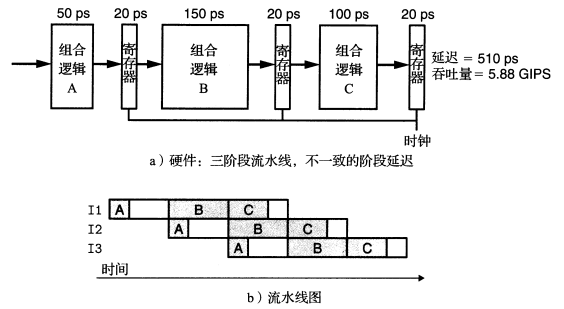 50 ps 20 ps 150 ps 20 ps 100 ps 20 ps
组合逻辑 A 寄存器 组合逻辑 B 寄存器 组合逻辑 C 寄存器
延迟 = 510 ps
吞吐量 = 5.88 GIPS
时钟
a）硬件：三阶段流水线，不一致的阶段延迟
I1 A B C
I2 A B C
I3 A B C
时间
b）流水线图